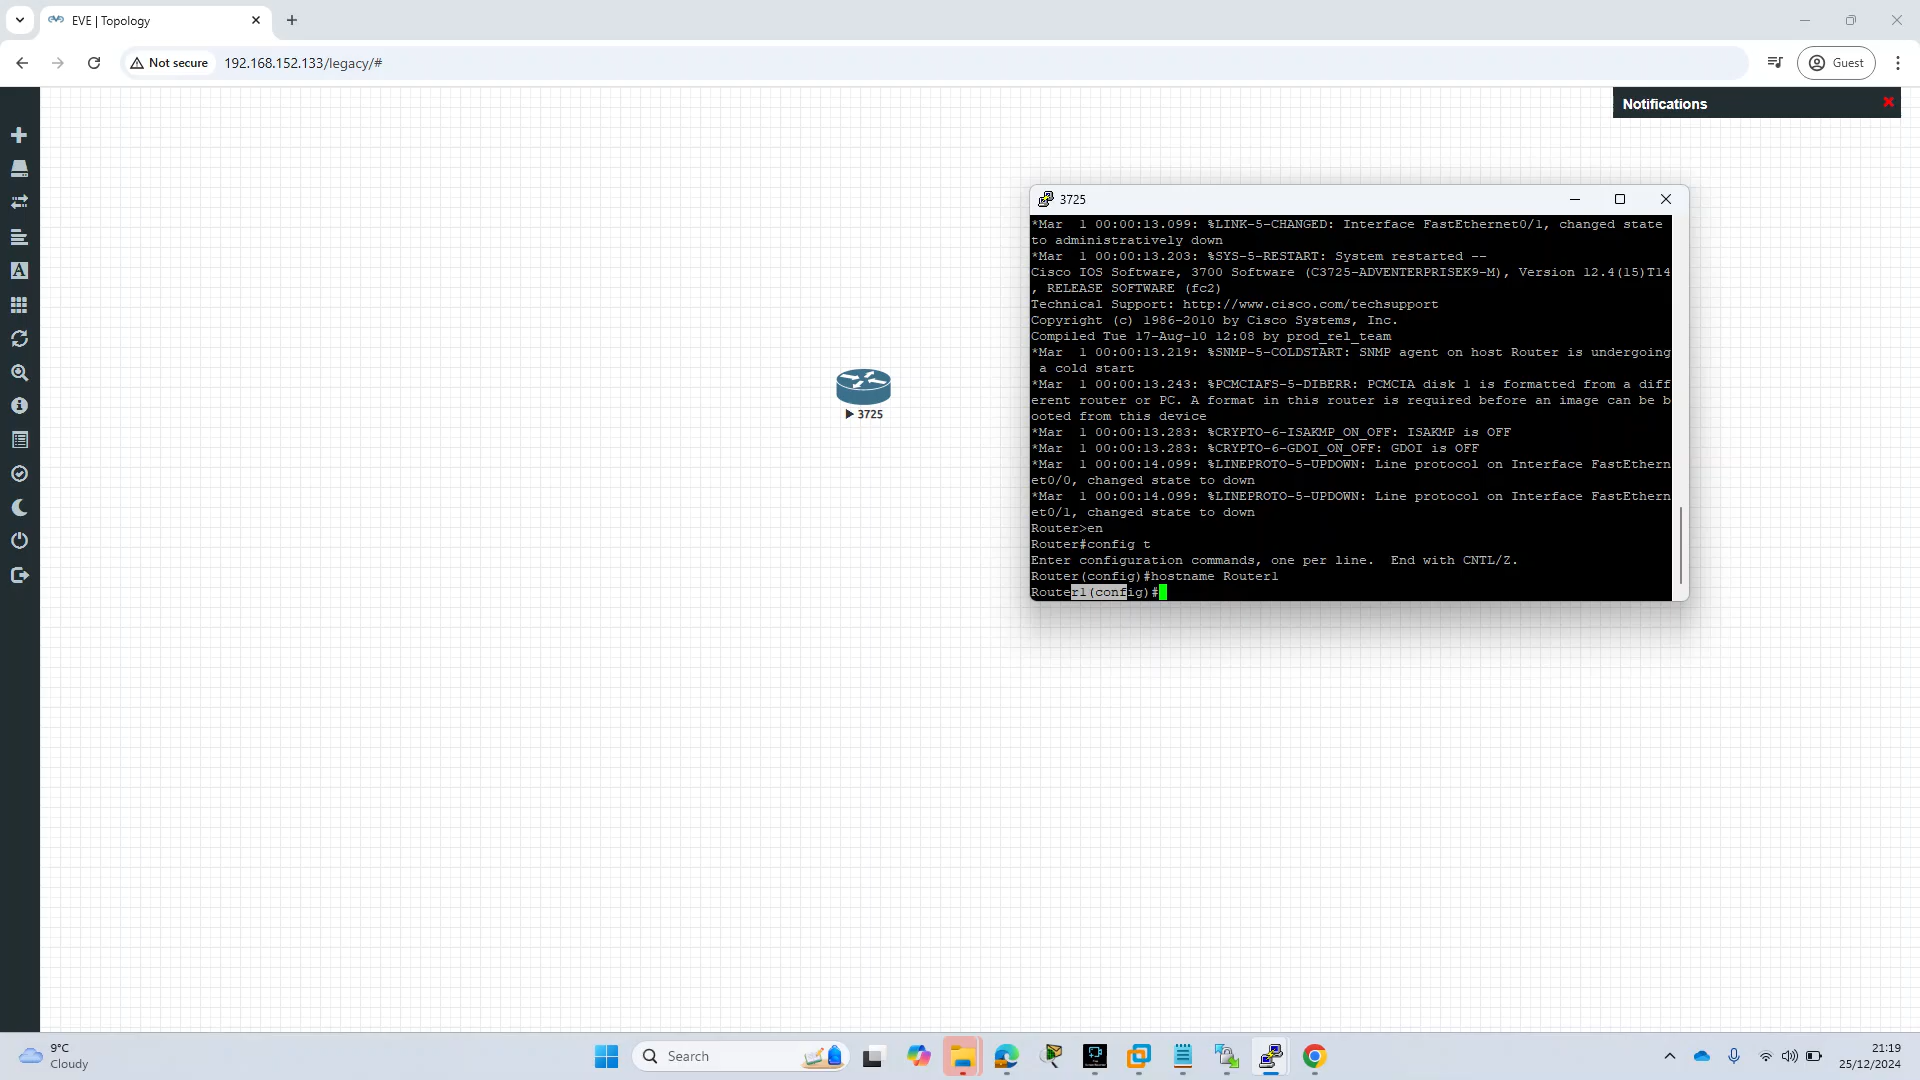 EVE | Topology
Not secure
192.168.152.133/legacy/#
Guest
Notifications
3725
*Mar  1 00:00:13.099: %LINK-5-CHANGED: Interface FastEthernet0/1, changed state
to administratively down
*Mar  1 00:00:13.203: %SYS-5-RESTART: System restarted --
Cisco IOS Software, 3700 Software (C3725-ADVENTERPRISEK9-M), Version 12.4(15)T14
, RELEASE SOFTWARE (fc2)
Technical Support: http://www.cisco.com/techsupport
Copyright (c) 1986-2010 by Cisco Systems, Inc.
Compiled Tue 17-Aug-10 12:08 by prod_rel_team
*Mar  1 00:00:13.219: %SNMP-5-COLDSTART: SNMP agent on host Router is undergoing
 a cold start
*Mar  1 00:00:13.243: %PCMCIAFS-5-DIBERR: PCMCIA disk 1 is formatted from a diff
erent router or PC. A format in this router is required before an image can be b
ooted from this device
*Mar  1 00:00:13.283: %CRYPTO-6-ISAKMP_ON_OFF: ISAKMP is OFF
*Mar  1 00:00:13.283: %CRYPTO-6-GDOI_ON_OFF: GDOI is OFF
*Mar  1 00:00:14.099: %LINEPROTO-5-UPDOWN: Line protocol on Interface FastEthern
et0/0, changed state to down
*Mar  1 00:00:14.099: %LINEPROTO-5-UPDOWN: Line protocol on Interface FastEthern
et0/1, changed state to down
Router>en
Router#config t
Enter configuration commands, one per line.  End with CNTL/Z.
Router(config)#hostname Router1
Router1(config)#
3725
9°C
Cloudy
Search
21:19
25/12/2024